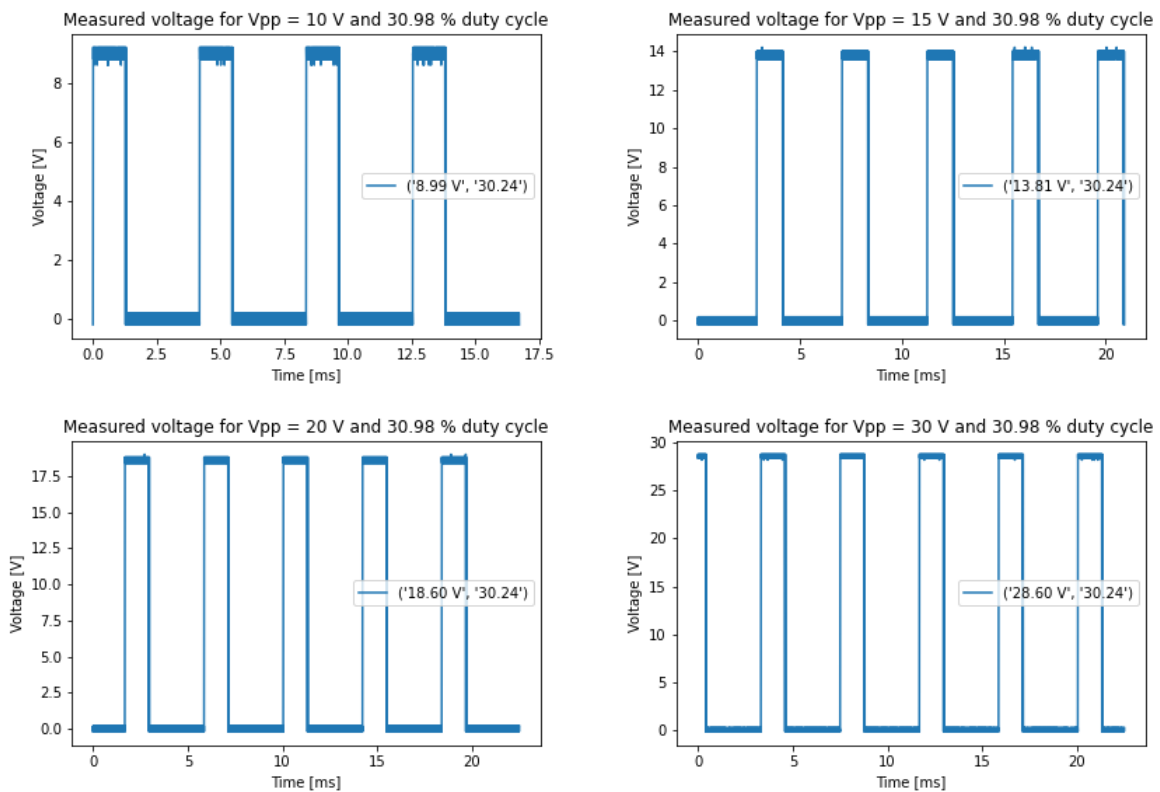 Measured voltage for Vpp = 10 V and 30.98 % duty cycle
8
6
4
2
0
Voltage [V]
('8.99 V', '30.24')
0.0 2.5 5.0 7.5 10.0 12.5 15.0 17.5
Time [ms]
Measured voltage for Vpp = 15 V and 30.98 % duty cycle
14
12
10
8
6
4
2
0
Voltage [V]
('13.81 V', '30.24')
0 5 10 15 20
Time [ms]
Measured voltage for Vpp = 20 V and 30.98 % duty cycle
17.5
15.0
12.5
10.0
7.5
5.0
2.5
0.0
Voltage [V]
('18.60 V', '30.24')
0 5 10 15 20
Time [ms]
Measured voltage for Vpp = 30 V and 30.98 % duty cycle
30
25
20
15
10
5
0
Voltage [V]
('28.60 V', '30.24')
0 5 10 15 20
Time [ms]